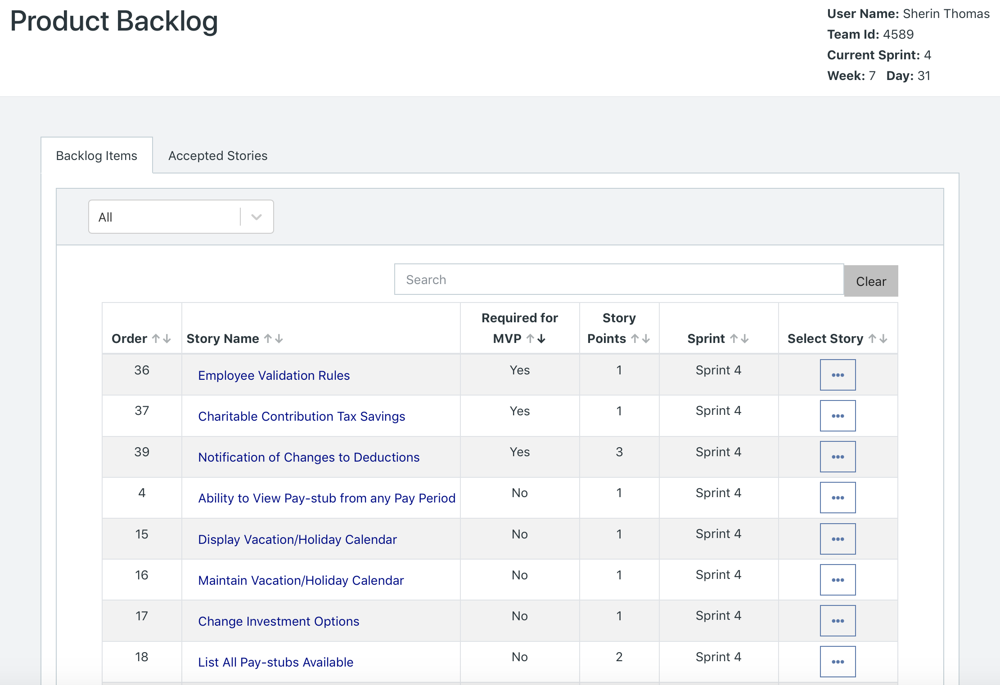 Product Backlog
User Name: Sherin Thomas
Team Id: 4589
Current Sprint: 4
Week: 7 Day: 31
Backlog Items
Accepted Stories
All
Search
Clear
Order Story Name Required for MVP Story Points Sprint Select Story
36 Employee Validation Rules Yes 1 Sprint 4
37 Charitable Contribution Tax Savings Yes 1 Sprint 4
39 Notification of Changes to Deductions Yes 3 Sprint 4
4 Ability to View Pay-stub from any Pay Period No 1 Sprint 4
15 Display Vacation/Holiday Calendar No 1 Sprint 4
16 Maintain Vacation/Holiday Calendar No 1 Sprint 4
17 Change Investment Options No 1 Sprint 4
18 List All Pay-stubs Available No 2 Sprint 4